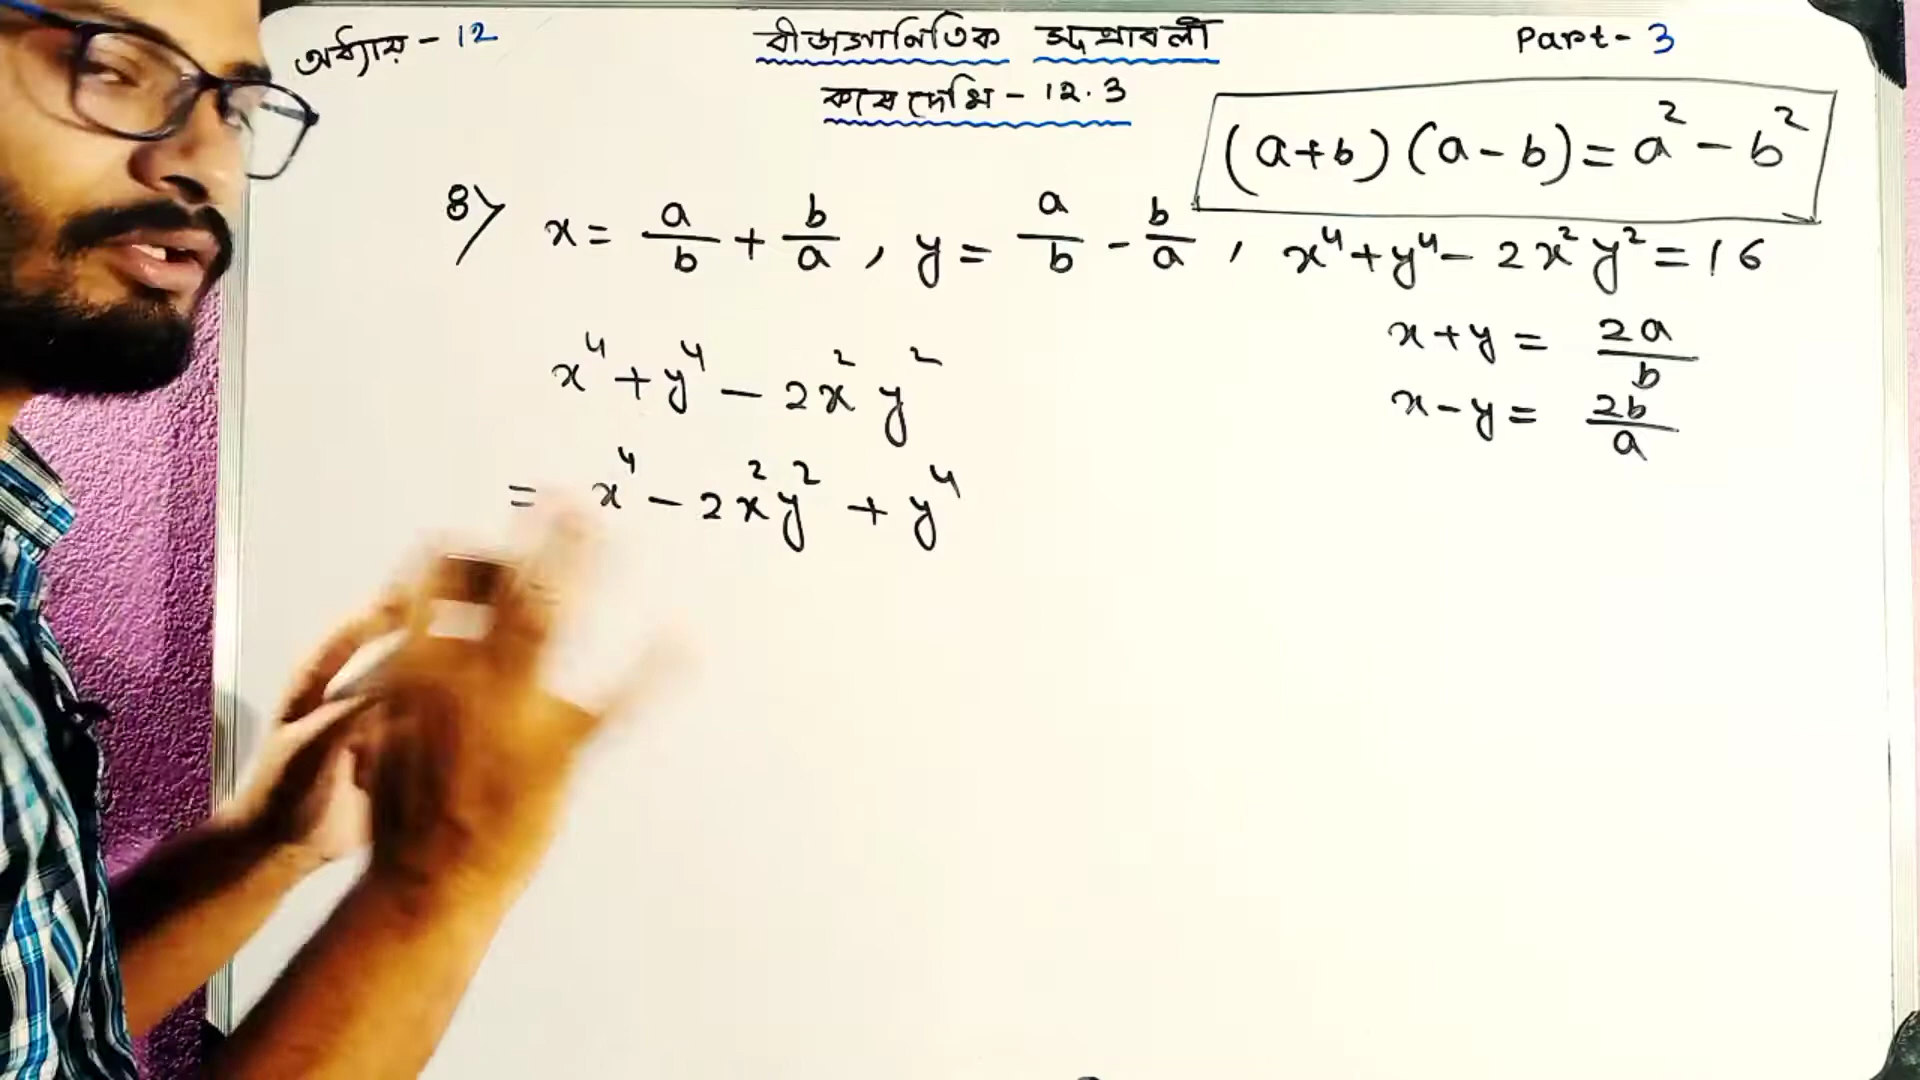 অধ্যায় - 12
বীজগানিতিক সূত্রাবলী
Part - 3
কষে দেখি - 12.3
(a+b)(a-b) = a² - b²
8) x = a/b + b/a , y = a/b - b/a , x⁴+y⁴- 2x²y² = 16
x+y = 2a/b
x-y = 2b/a
x⁴+y⁴ - 2x²y²
= x⁴ - 2x²y² + y⁴